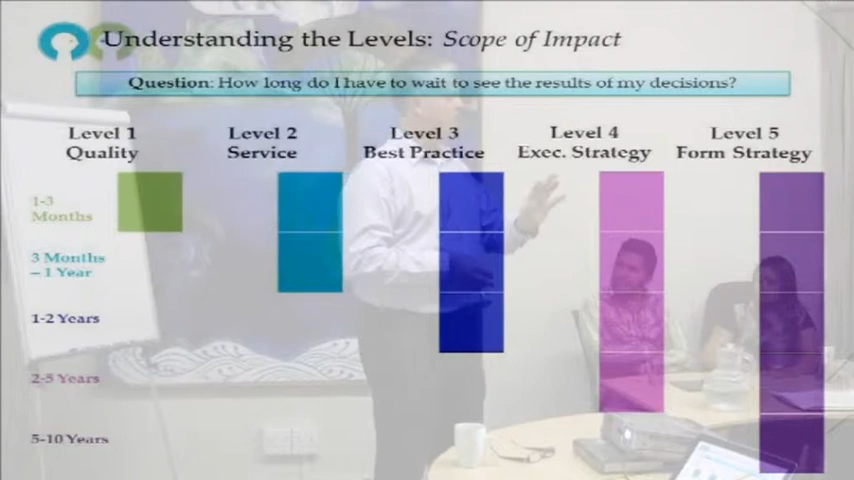 Understanding the Levels: Scope of Impact
Question: How long do I have to wait to see the results of my decisions?
Level 1
Quality
Level 2
Service
Level 3
Best Practice
Level 4
Exec. Strategy
Level 5
Form Strategy
1-3
Months
3 Months
– 1 Year
1-2 Years
2-5 Years
5-10 Years